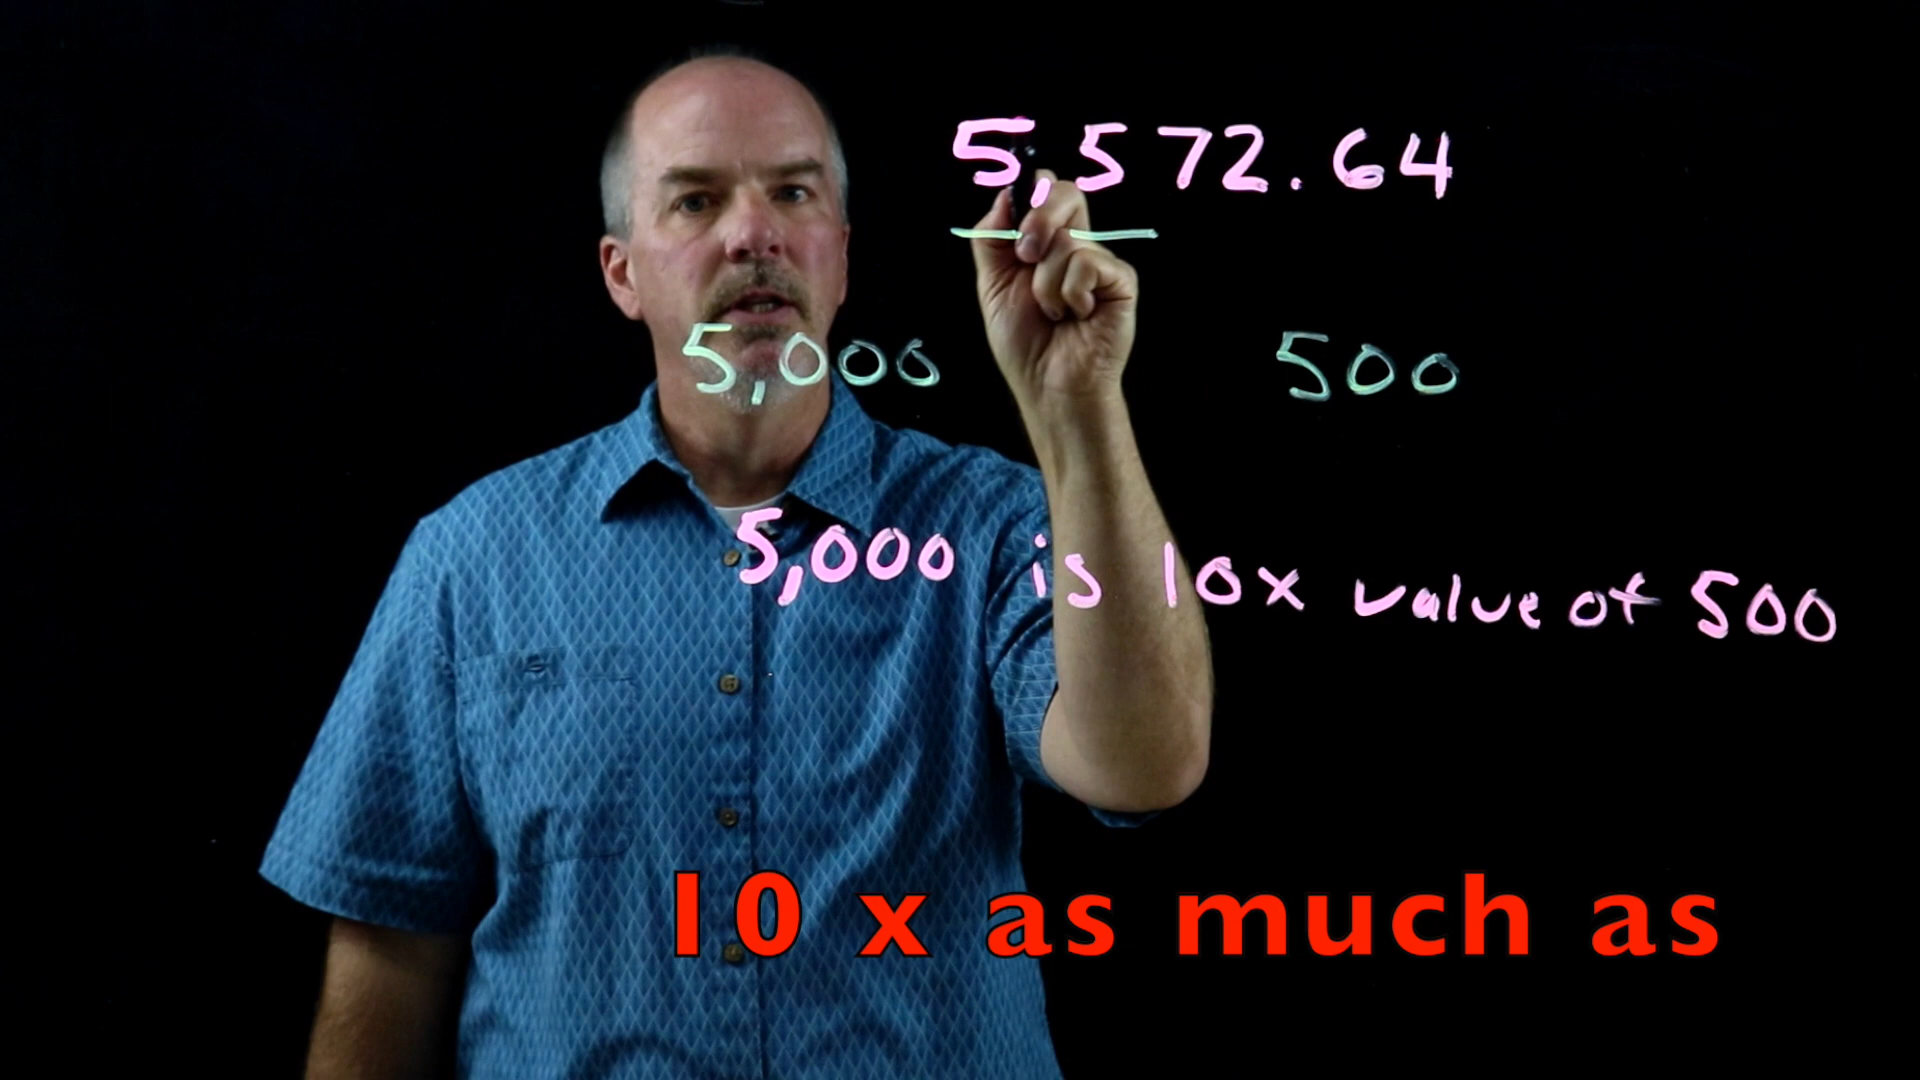 5,572.64
5,000 500
5,000 is 10x value of 500
10 x as much as